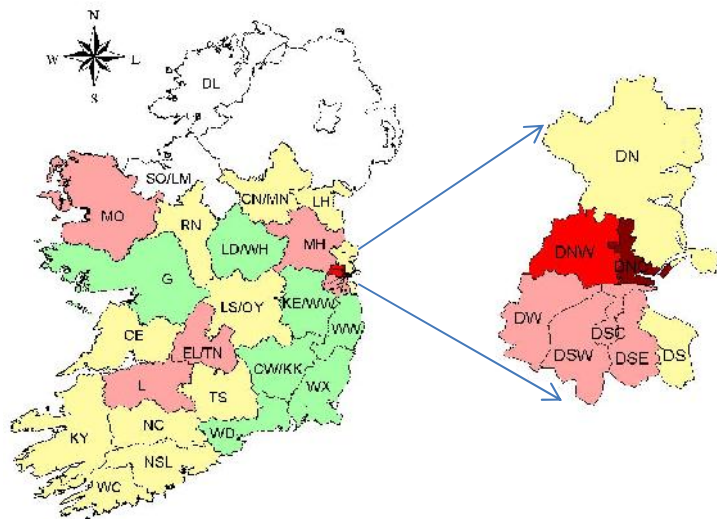 N
W L
S
DL
SO/LM
MO
RN
CN/MN
LH
MH
LD/WH
G
LS/OY
KE/WW
WW
CE
EL/TN
CW/KK
L
TS
WX
WD
KY
NC
NSL
WC
DN
DNW
DN
DW
DSC
DSW
DSE
DS